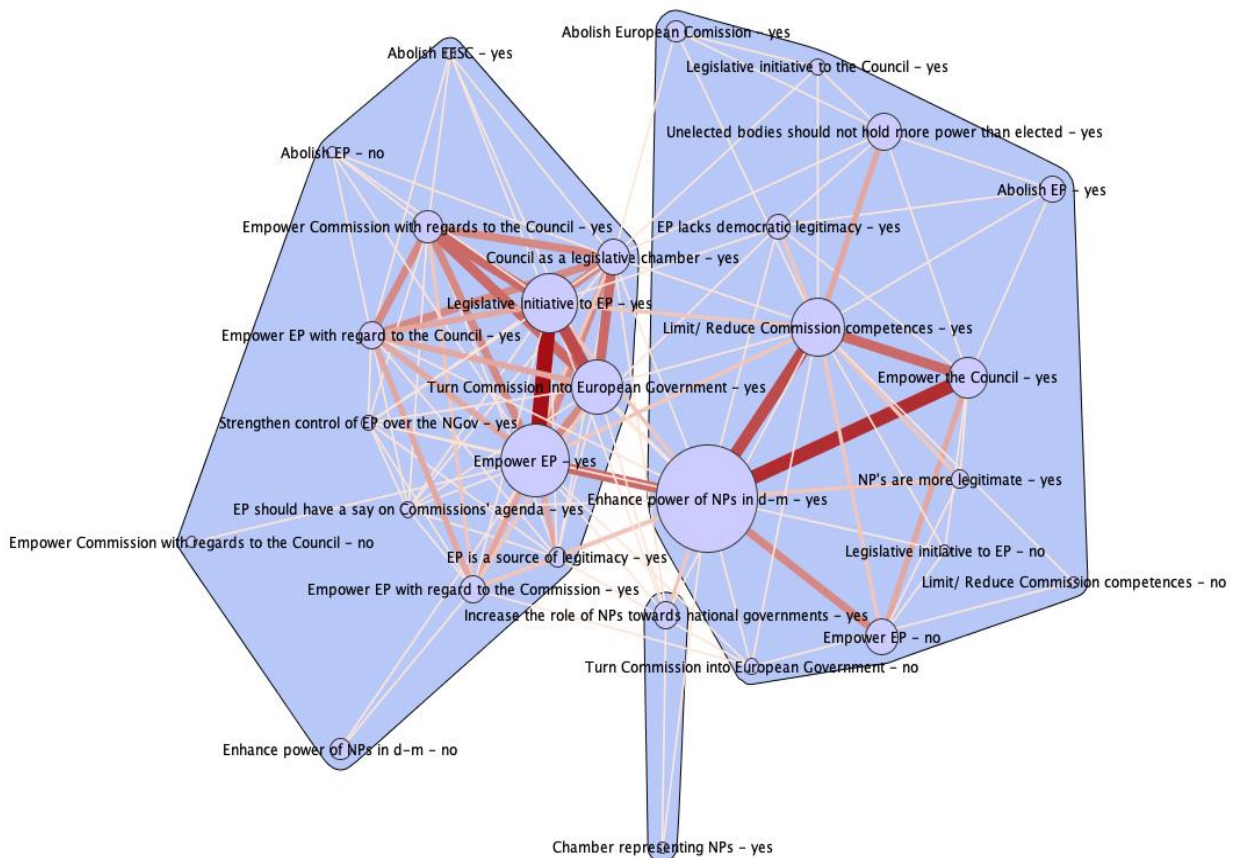 Abolish European Comission – yes
Abolish EESC – yes
Legislative initiative to the Council – yes
Unelected bodies should not hold more power than elected – yes
Abolish EP – no
Abolish EP – yes
Empower Commission with regards to the Council – yes
EP lacks democratic legitimacy – yes
Council as a legislative chamber – yes
Legislative initiative to EP – yes
Limit/ Reduce Commission competences – yes
Empower EP with regard to the Council – yes
Empower the Council – yes
Turn Commission into European Government – yes
Strengthen control of EP over the NGov – yes
Empower EP – yes
NP's are more legitimate – yes
Enhance power of NPs in d–m – yes
EP should have a say on Commissions' agenda – yes
Empower Commission with regards to the Council – no
Legislative initiative to EP – no
EP is a source of legitimacy – yes
Limit/ Reduce Commission competences – no
Empower EP with regard to the Commission – yes
Increase the role of NPs towards national governments – yes
Empower EP – no
Turn Commission into European Government – no
Enhance power of NPs in d–m – no
Chamber representing NPs – yes